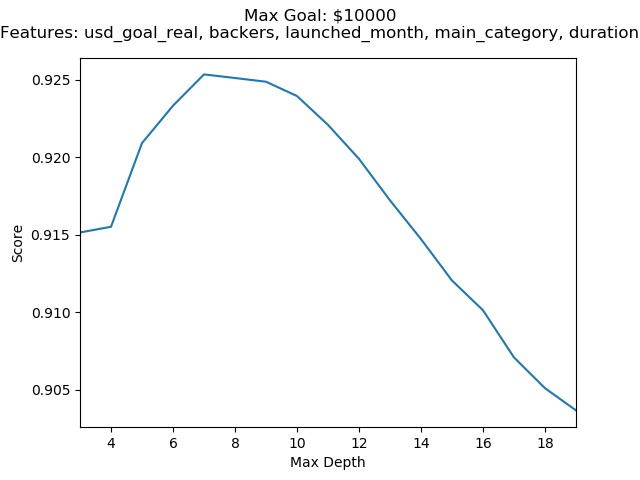 Max Goal: $10000
Features: usd_goal_real, backers, launched_month, main_category, duration
0.925
0.920
0.915
0.910
0.905
Score
4 6 8 10 12 14 16 18
Max Depth